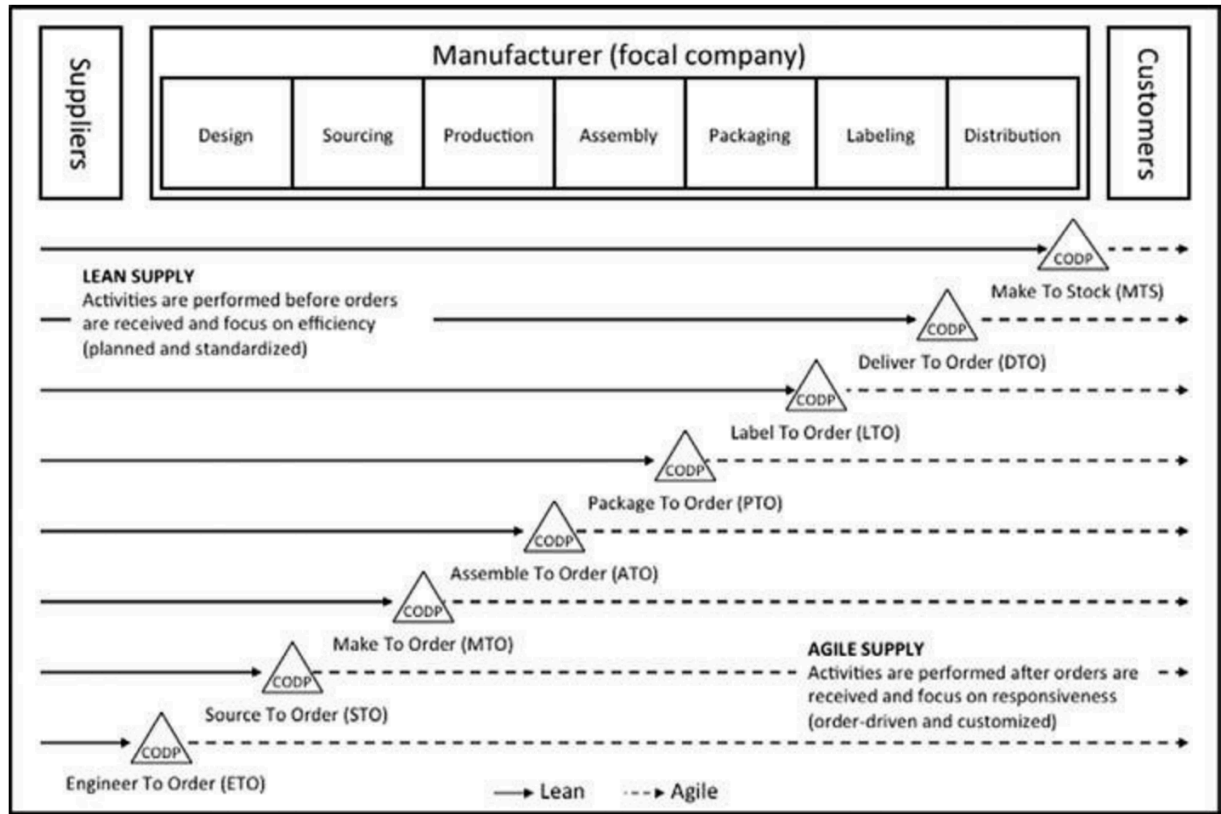 Suppliers
Manufacturer (focal company)
Customers
Design
Sourcing
Production
Assembly
Packaging
Labeling
Distribution
CODP
Make To Stock (MTS)
LEAN SUPPLY
Activities are performed before orders
are received and focus on efficiency
(planned and standardized)
CODP
Deliver To Order (DTO)
CODP
Label To Order (LTO)
CODP
Package To Order (PTO)
CODP
Assemble To Order (ATO)
CODP
Make To Order (MTO)
AGILE SUPPLY
Activities are performed after orders are
received and focus on responsiveness
(order-driven and customized)
CODP
Source To Order (STO)
CODP
Engineer To Order (ETO)
Lean
Agile